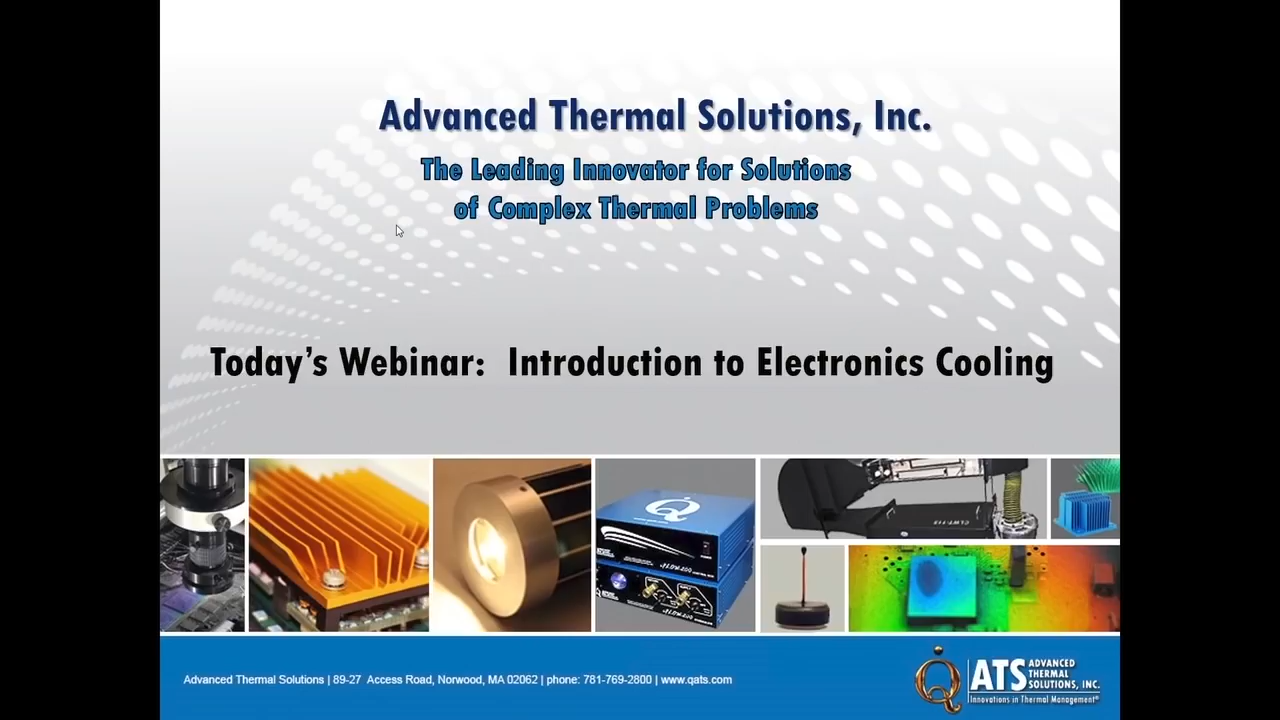 Advanced Thermal Solutions, Inc.
The Leading Innovator for Solutions
of Complex Thermal Problems
Today's Webinar:  Introduction to Electronics Cooling
CLWT-115
Advanced Thermal Solutions | 89-27  Access Road, Norwood, MA 02062 | phone: 781-769-2800 | www.qats.com
ATS
ADVANCED
THERMAL
SOLUTIONS, INC.
Innovations in Thermal Management®